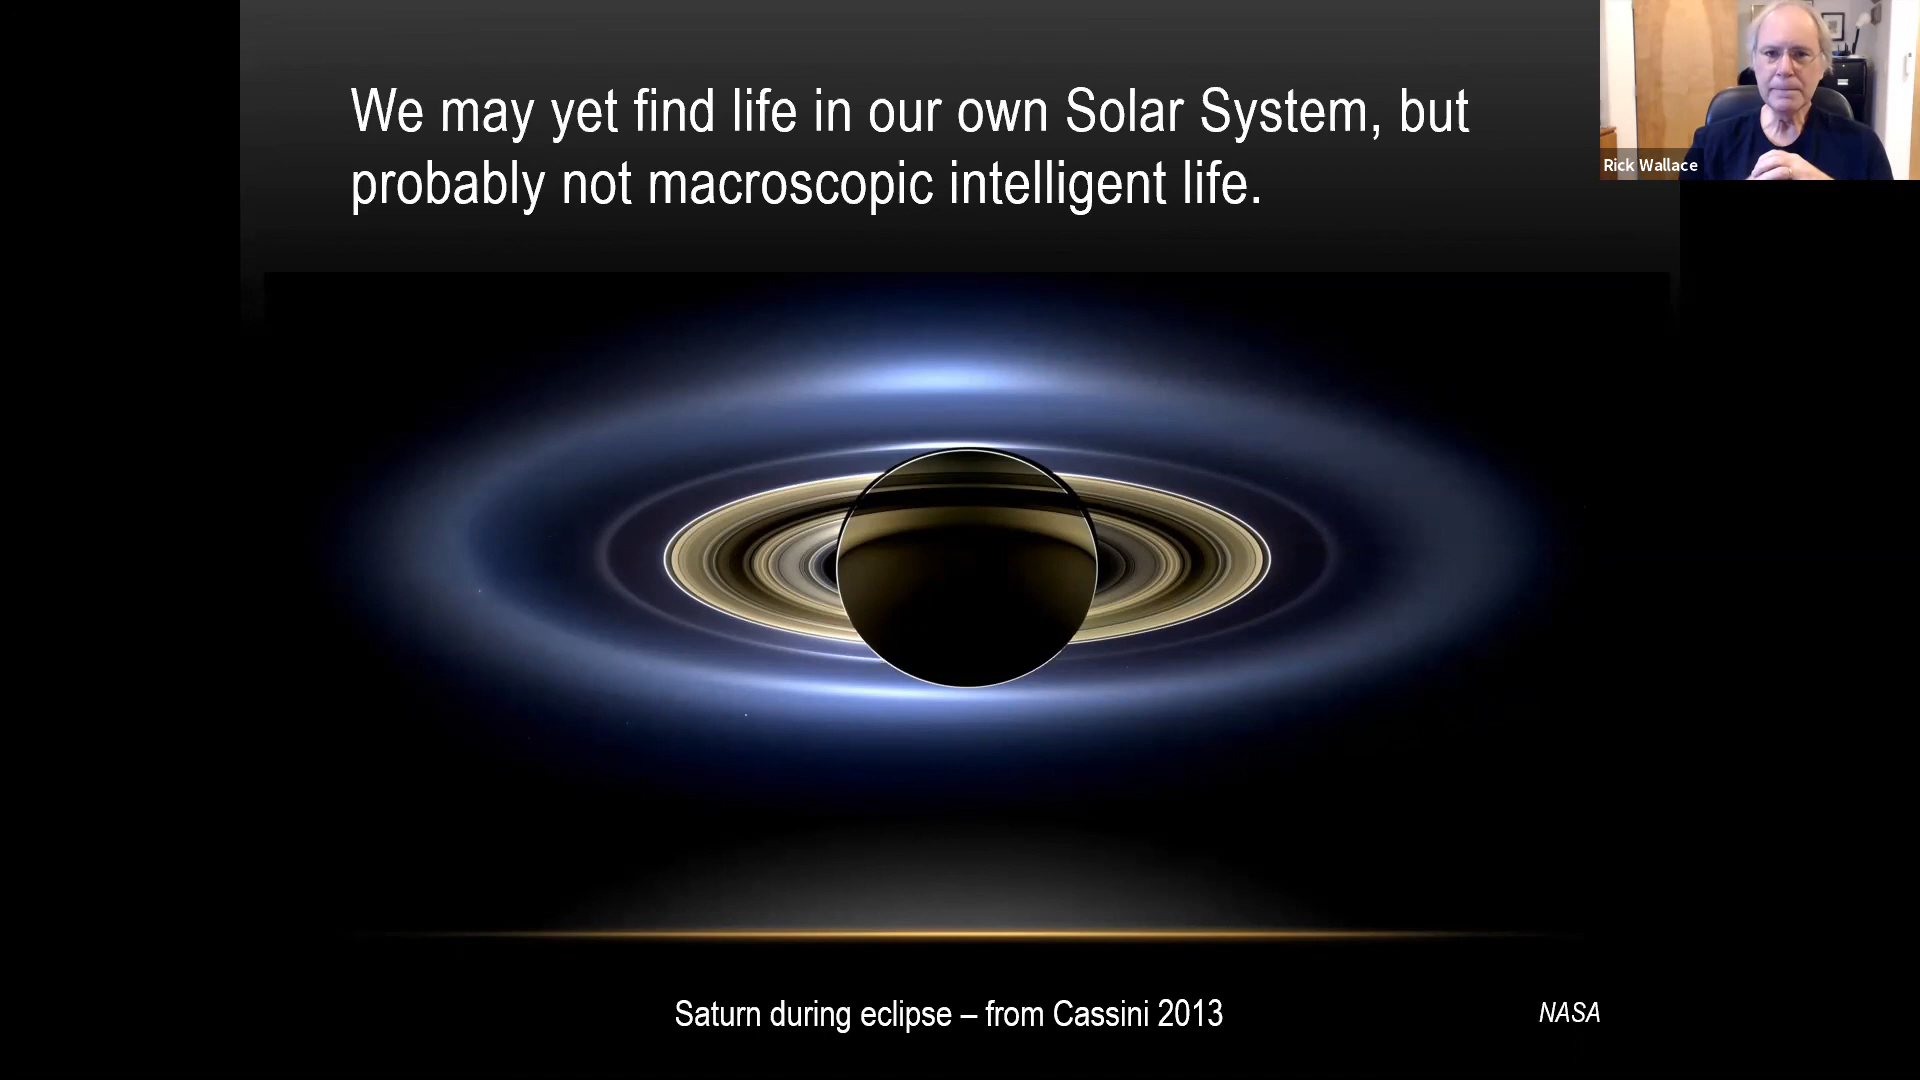 We may yet find life in our own Solar System, but
probably not macroscopic intelligent life.
Rick Wallace
Saturn during eclipse – from Cassini 2013
NASA